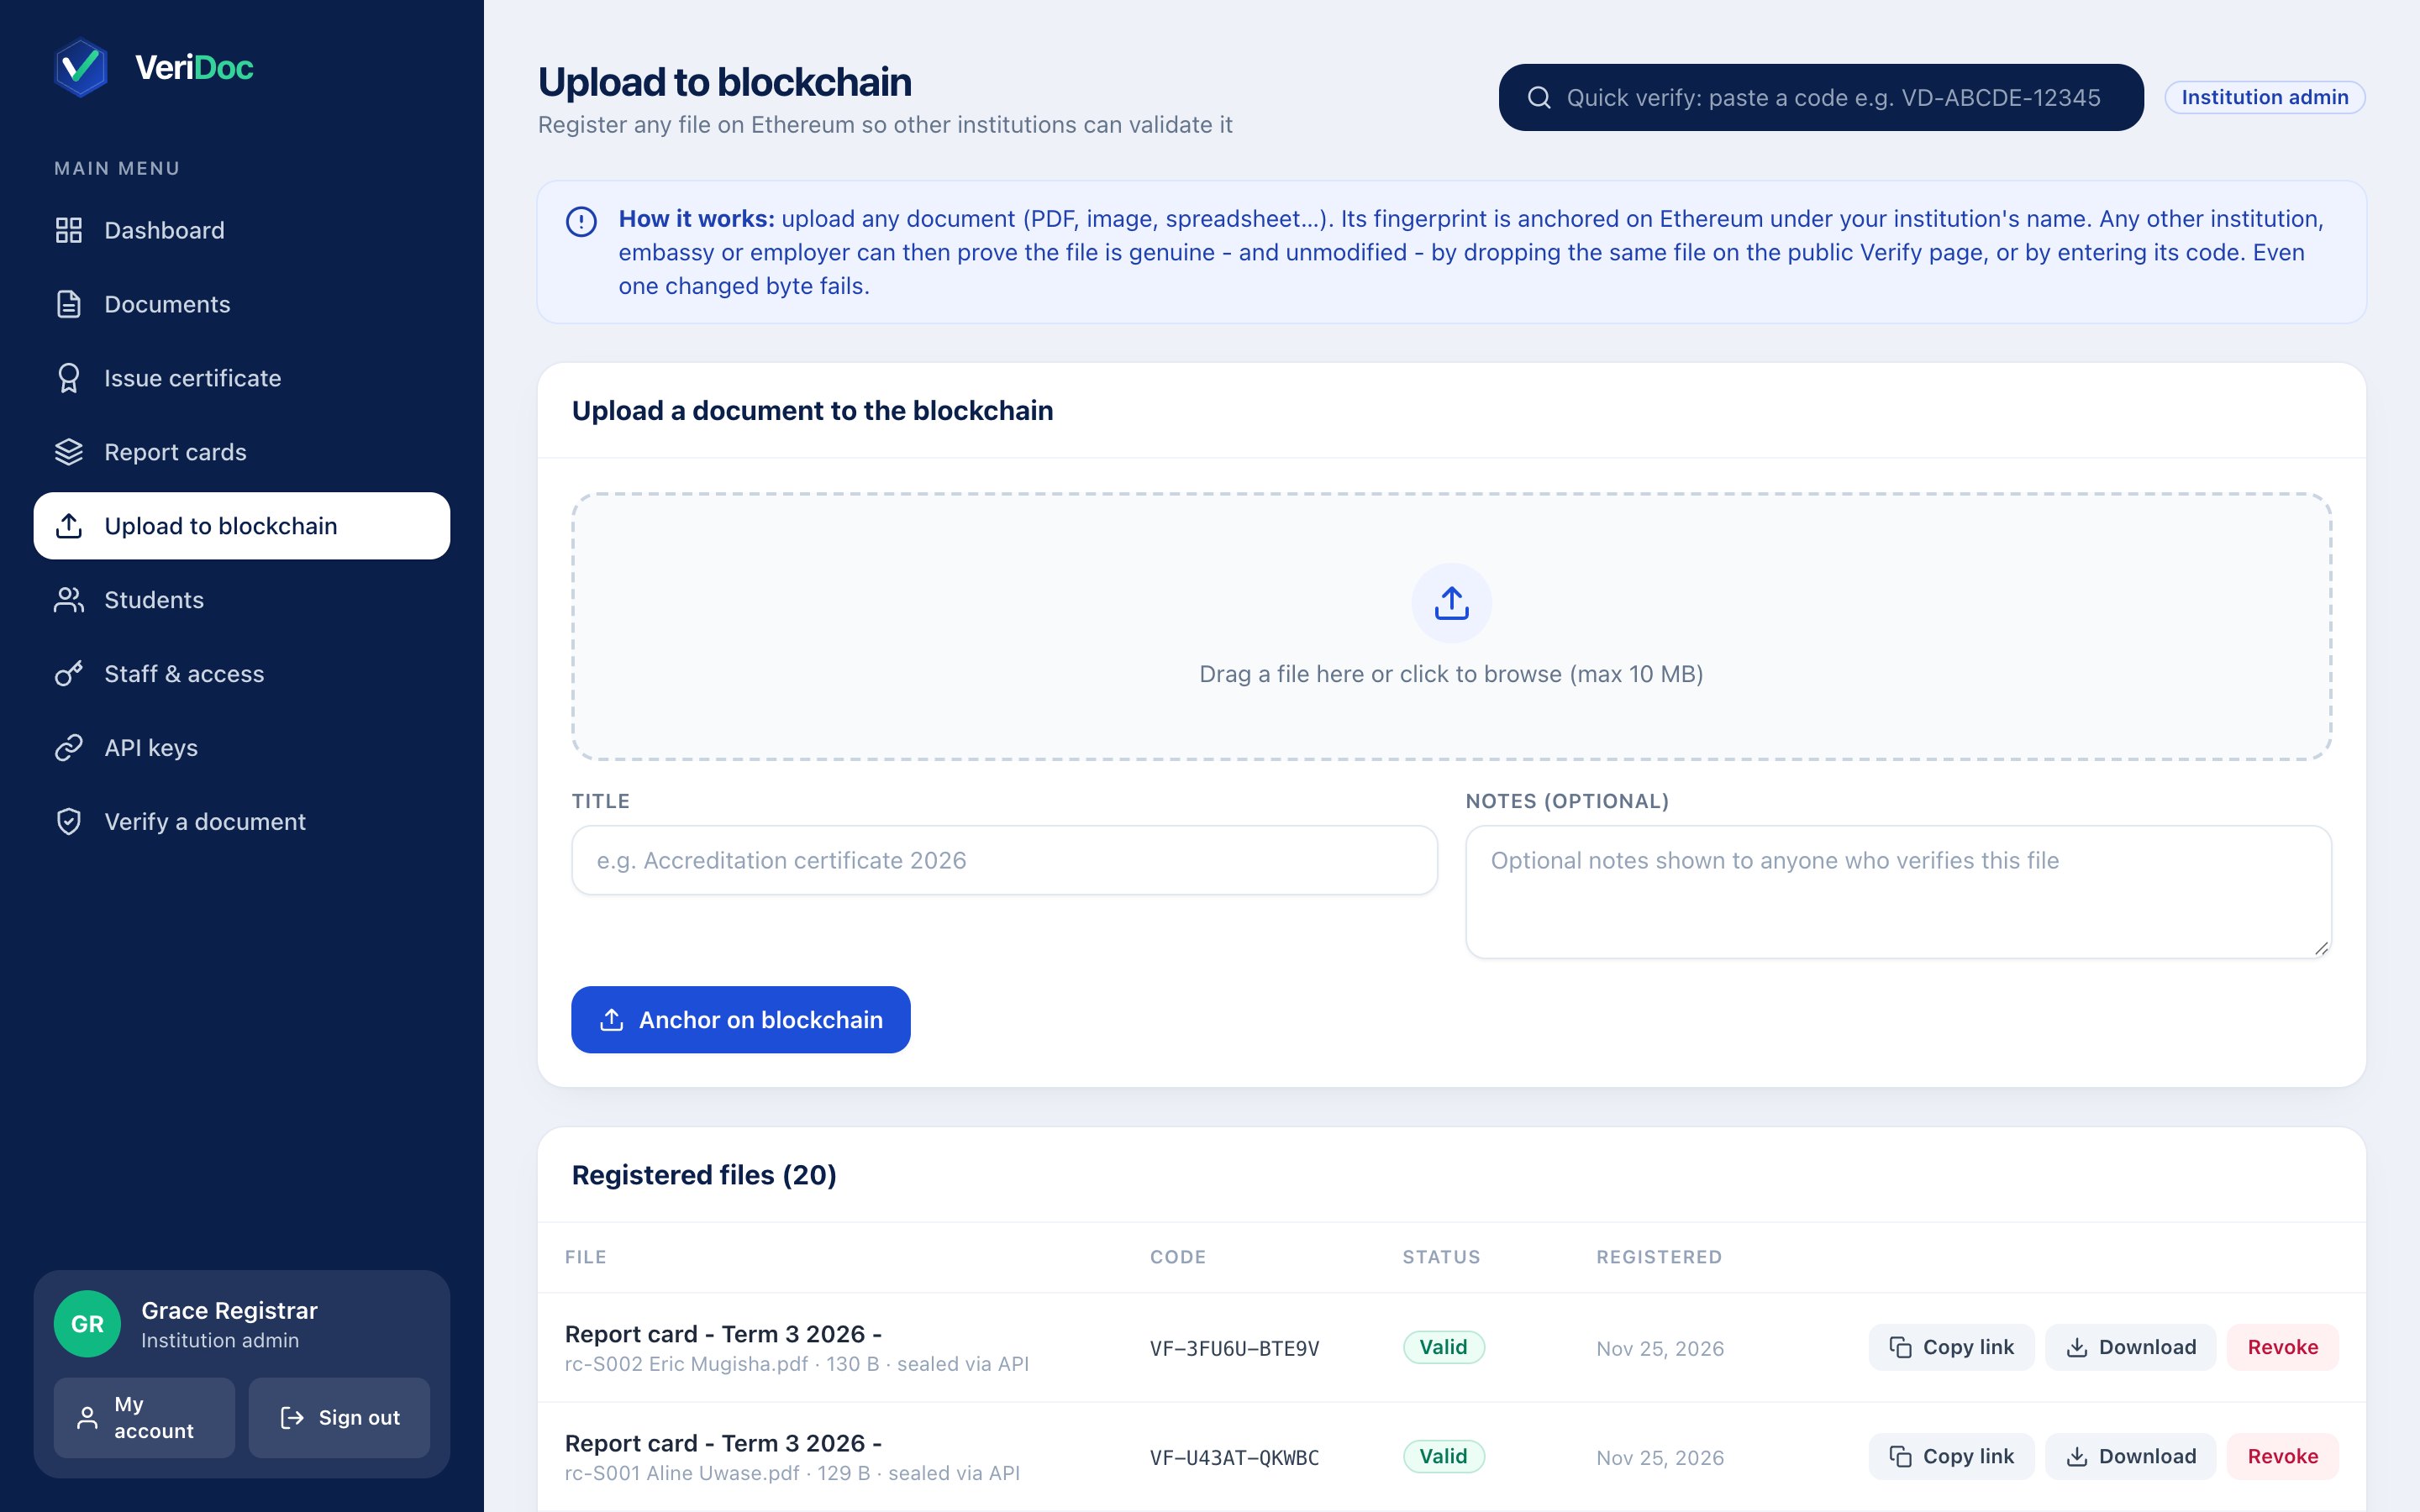 VeriDoc
MAIN MENU
Dashboard
Documents
Issue certificate
Report cards
Upload to blockchain
Students
Staff & access
API keys
Verify a document
GR
Grace Registrar
Institution admin
My
account
Sign out
Upload to blockchain
Register any file on Ethereum so other institutions can validate it
Quick verify: paste a code e.g. VD-ABCDE-12345
Institution admin
How it works: upload any document (PDF, image, spreadsheet...). Its fingerprint is anchored on Ethereum under your institution's name. Any other institution,
embassy or employer can then prove the file is genuine - and unmodified - by dropping the same file on the public Verify page, or by entering its code. Even
one changed byte fails.
Upload a document to the blockchain
Drag a file here or click to browse (max 10 MB)
TITLE
e.g. Accreditation certificate 2026
NOTES (OPTIONAL)
Optional notes shown to anyone who verifies this file
Anchor on blockchain
Registered files (20)
FILE CODE STATUS REGISTERED
Report card - Term 3 2026 -
rc-S002 Eric Mugisha.pdf · 130 B · sealed via API
VF-3FU6U-BTE9V Valid Nov 25, 2026 Copy link Download Revoke
Report card - Term 3 2026 -
rc-S001 Aline Uwase.pdf · 129 B · sealed via API
VF-U43AT-QKWBC Valid Nov 25, 2026 Copy link Download Revoke